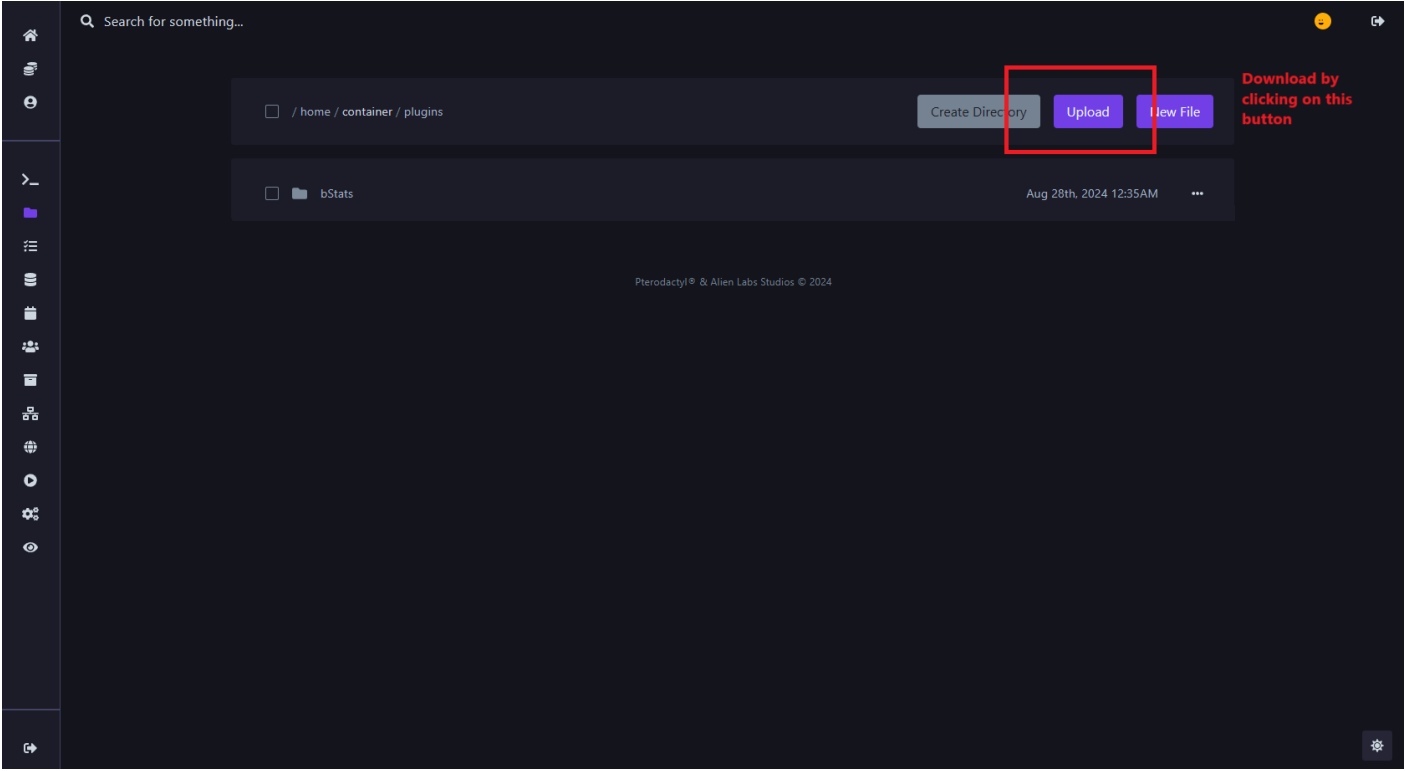 Search for something...
/ home / container / plugins
Create Directory
Upload
New File
Download by
clicking on this
button
bStats
Aug 28th, 2024 12:35AM
Pterodactyl® & Alien Labs Studios © 2024